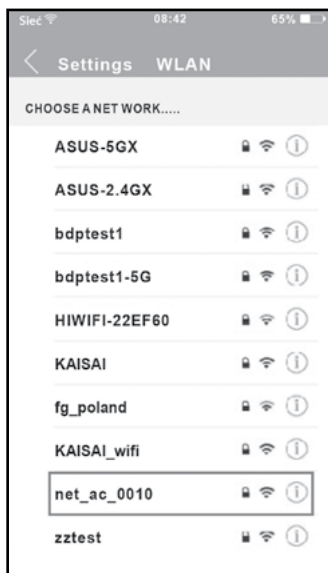 Sieć 08:42 65%
Settings WLAN
CHOOSE A NET WORK.....
ASUS-5GX
ASUS-2.4GX
bdptest1
bdptest1-5G
HIWIFI-22EF60
KAISAI
fg_poland
KAISAI_wifi
net_ac_0010
zztest